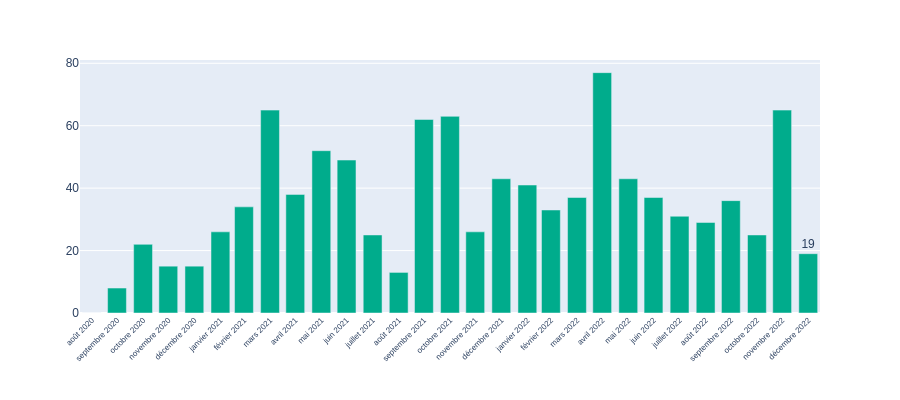 80
60
40
20
0
19
août 2020
septembre 2020
octobre 2020
novembre 2020
décembre 2020
janvier 2021
février 2021
mars 2021
avril 2021
mai 2021
juin 2021
juillet 2021
août 2021
septembre 2021
octobre 2021
novembre 2021
décembre 2021
janvier 2022
février 2022
mars 2022
avril 2022
mai 2022
juin 2022
juillet 2022
août 2022
septembre 2022
octobre 2022
novembre 2022
décembre 2022